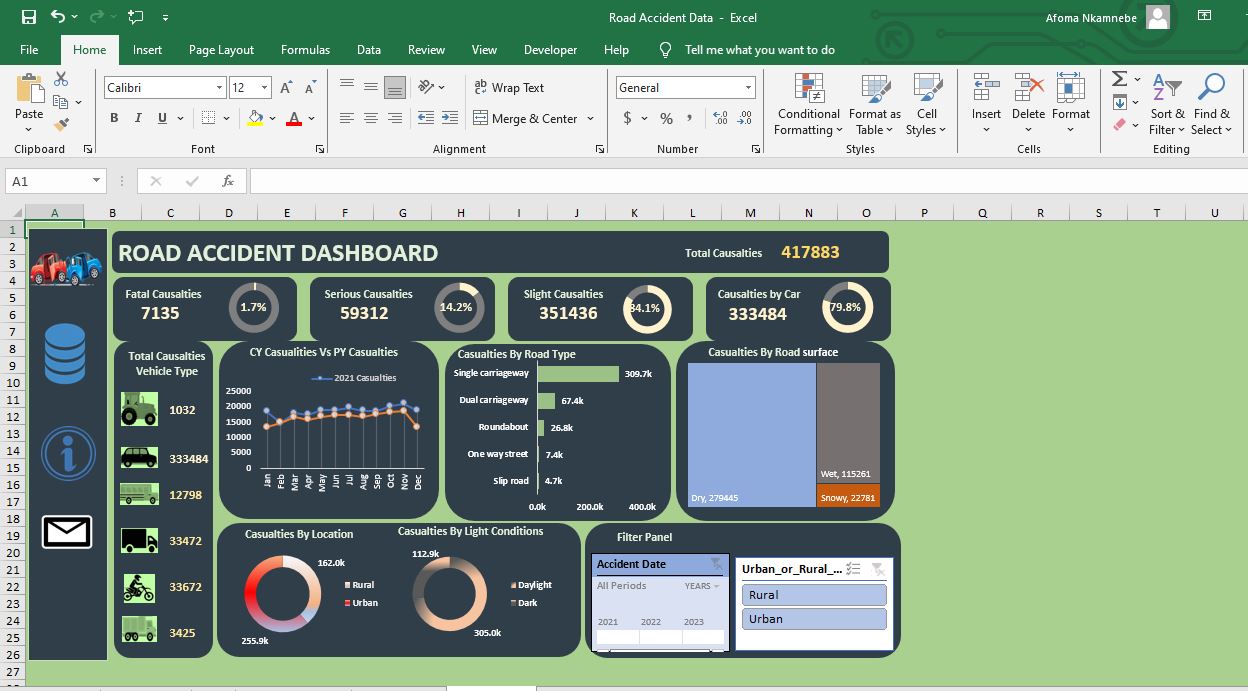 Road Accident Data - Excel
Afoma Nkamnebe
File Home Insert Page Layout Formulas Data Review View Developer Help Tell me what you want to do
Paste
Clipboard
Calibri 12
B I U
Font
Wrap Text
Merge & Center
Alignment
General
$ % ,
Number
Conditional Formatting
Format as Table
Cell Styles
Styles
Insert Delete Format
Cells
Sort & Filter
Find & Select
Editing
A1 fx
A B C D E F G H I J K L M N O P Q R S T U
1
2
3
4
5
6
7
8
9
10
11
12
13
14
15
16
17
18
19
20
21
22
23
24
25
26
27
ROAD ACCIDENT DASHBOARD
Total Causalties 417883
Fatal Causalties
7135
1.7%
Serious Causalties
59312
14.2%
Slight Causalties
351436
84.1%
Causalties by Car
333484
79.8%
Total Causalties
Vehicle Type
1032
333484
12798
33472
33672
3425
CY Casualities Vs PY Casualties
2021 Casualties
25000
20000
15000
10000
5000
0
Jan Feb Mar Apr May Jun Jul Aug Sep Oct Nov Dec
Casualties By Road Type
Single carriageway 309.7k
Dual carriageway 67.4k
Roundabout 26.8k
One way street 7.4k
Slip road 4.7k
0.0k 200.0k 400.0k
Casualties By Road surface
Dry, 279445
Wet, 115261
Snowy, 22781
Casualties By Location
162.0k
Rural
Urban
255.9k
Casualties By Light Conditions
112.9k
Daylight
Dark
305.0k
Filter Panel
Accident Date
All Periods YEARS
2021 2022 2023
Urban_or_Rural_...
Rural
Urban